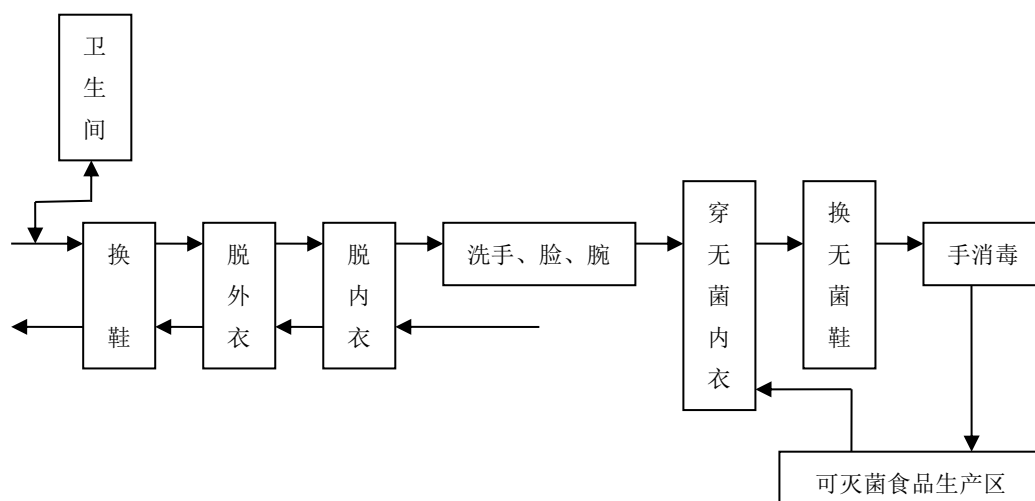 卫生间
换鞋
脱外衣
脱内衣
洗手、脸、腕
穿无菌内衣
换无菌鞋
手消毒
可灭菌食品生产区